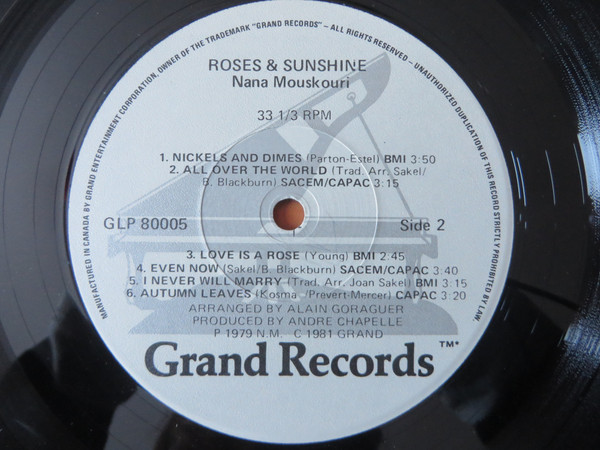 MANUFACTURED IN CANADA BY GRAND ENTERTAINMENT CORPORATION, OWNER OF THE TRADEMARK "GRAND RECORDS" – ALL RIGHTS RESERVED – UNAUTHORIZED DUPLICATION OF THIS RECORD STRICTLY PROHIBITED BY LAW.
ROSES & SUNSHINE
Nana Mouskouri
33 1/3 RPM
1. NICKELS AND DIMES (Parton-Estel) BMI 3:50
2. ALL OVER THE WORLD (Trad. Arr. Sakel/
B. Blackburn) SACEM/CAPAC 3:15
GLP 80005 Side 2
3. LOVE IS A ROSE (Young) BMI 2:45
4. EVEN NOW (Sakel/B. Blackburn) SACEM/CAPAC 3:40
5. I NEVER WILL MARRY (Trad. Arr. Joan Sakel) BMI 3:15
6. AUTUMN LEAVES (Kosma /Prevert-Mercer) CAPAC 3:20
ARRANGED BY ALAIN GORAGUER
PRODUCED BY ANDRE CHAPELLE
P 1979 N.M. C 1981 GRAND
Grand Records TM*